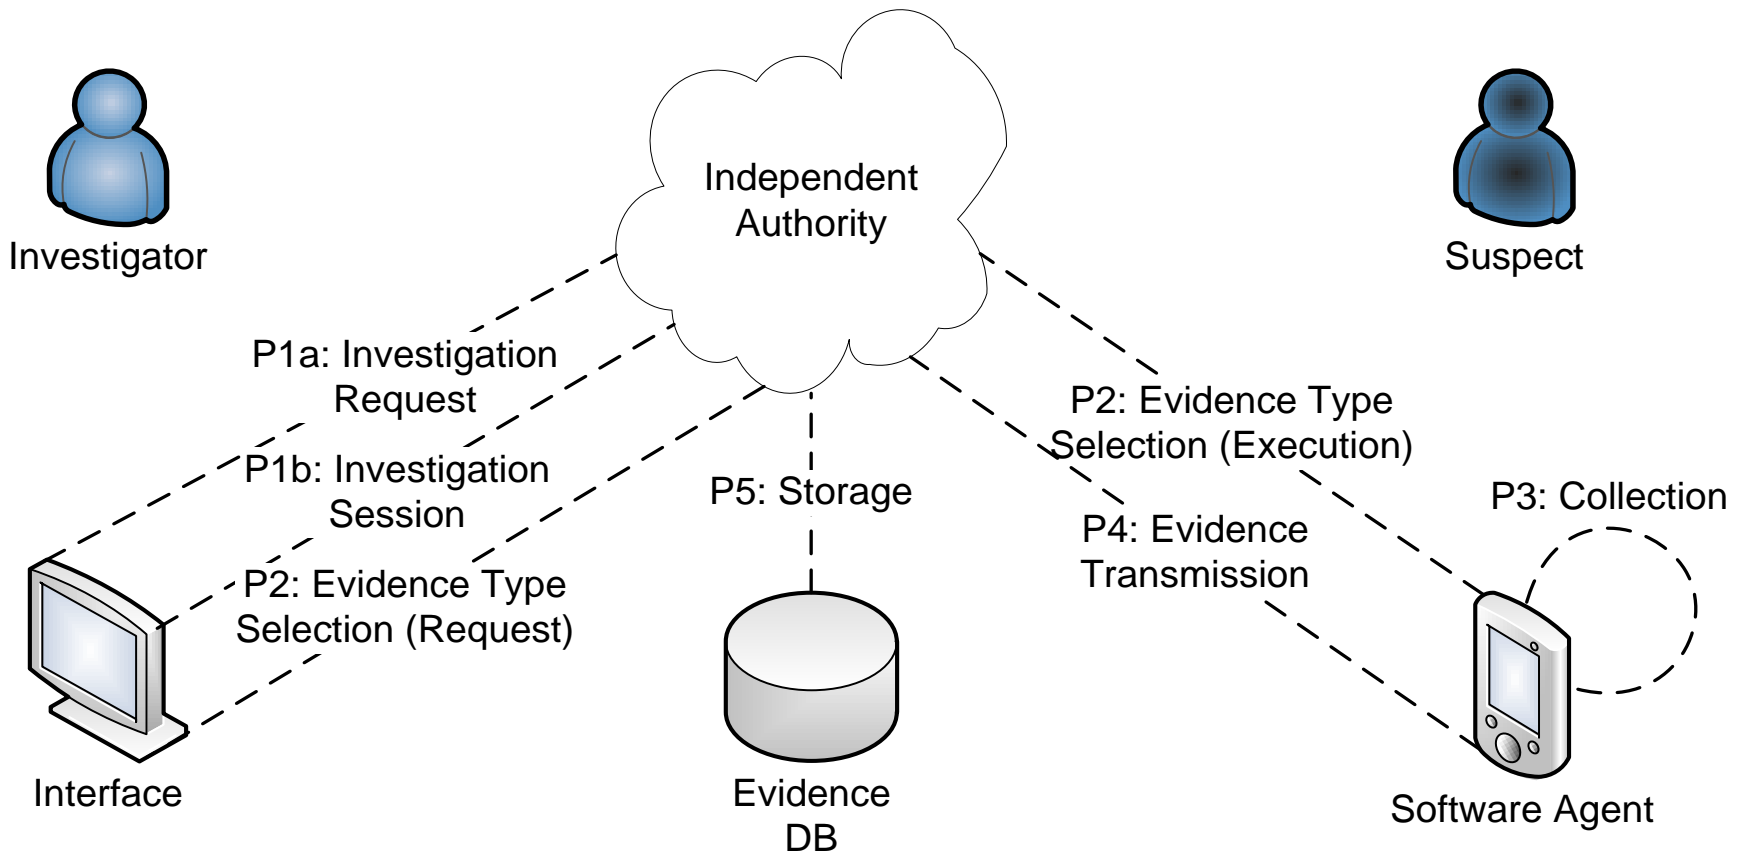 Independent
Authority
Investigator
Suspect
P1a: Investigation
Request
P1b: Investigation
Session
P2: Evidence Type
Selection (Request)
P5: Storage
P2: Evidence Type
Selection (Execution)
P4: Evidence
Transmission
P3: Collection
Interface
Evidence
DB
Software Agent